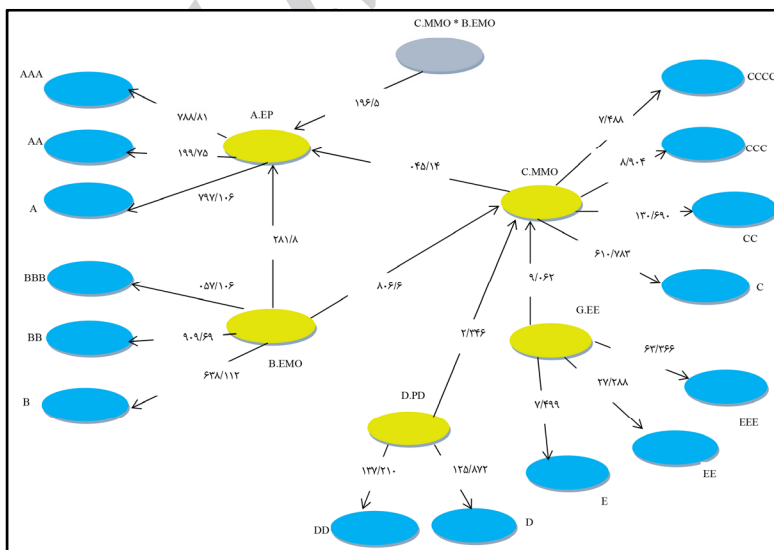 C.MMO * B.EMO
AAA
CCCC
۷۸۸/۸۱
۱۹۶/۵
۷/۴۸۸
A.EP
AA
۱۹۹/۷۵
CCC
۸/۹۰۴
C.MMO
۰۴۵/۱۴
A
۷۹۷/۱۰۶
۱۳۰/۶۹۰
CC
۲۸۱/۸
۶۱۰/۷۸۳
C
BBB
۰۵۷/۱۰۶
۸۰۶/۶
۹/۰۶۲
G.EE
BB
۹۰۹/۶۹
B.EMO
۲/۳۴۶
۶۳/۳۶۶
۶۳۸/۱۱۲
۲۷/۲۸۸
B
D.PD
۷/۴۹۹
EEE
۱۳۷/۲۱۰
۱۲۵/۸۷۲
EE
E
DD
D